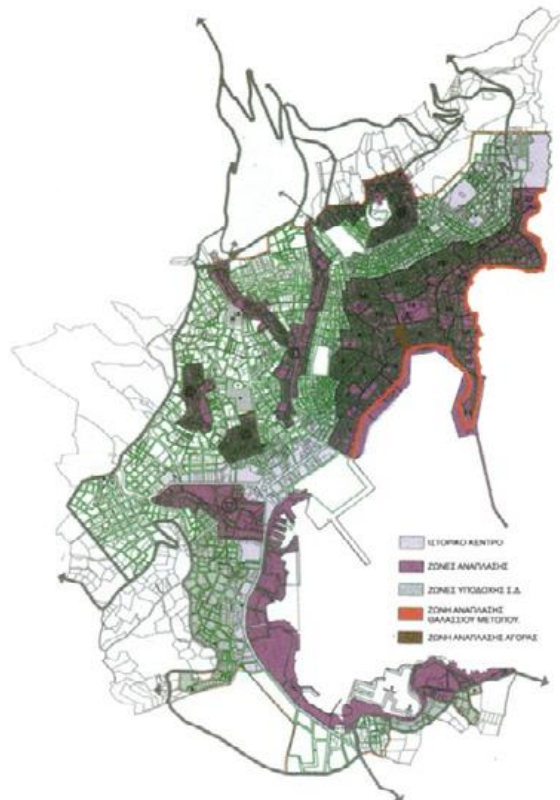 ΙΣΤΟΡΙΚΟ ΚΕΝΤΡΟ
ΖΩΝΕΣ ΑΝΑΠΛΑΣΗΣ
ΖΩΝΕΣ ΥΠΟΔΟΧΗΣ Σ.Δ.
ΖΩΝΗ ΑΝΑΠΛΑΣΗΣ
ΘΑΛΑΣΣΙΟΥ ΜΕΤΩΠΟΥ
ΖΩΝΗ ΑΝΑΠΛΑΣΗΣ ΑΓΟΡΑΣ